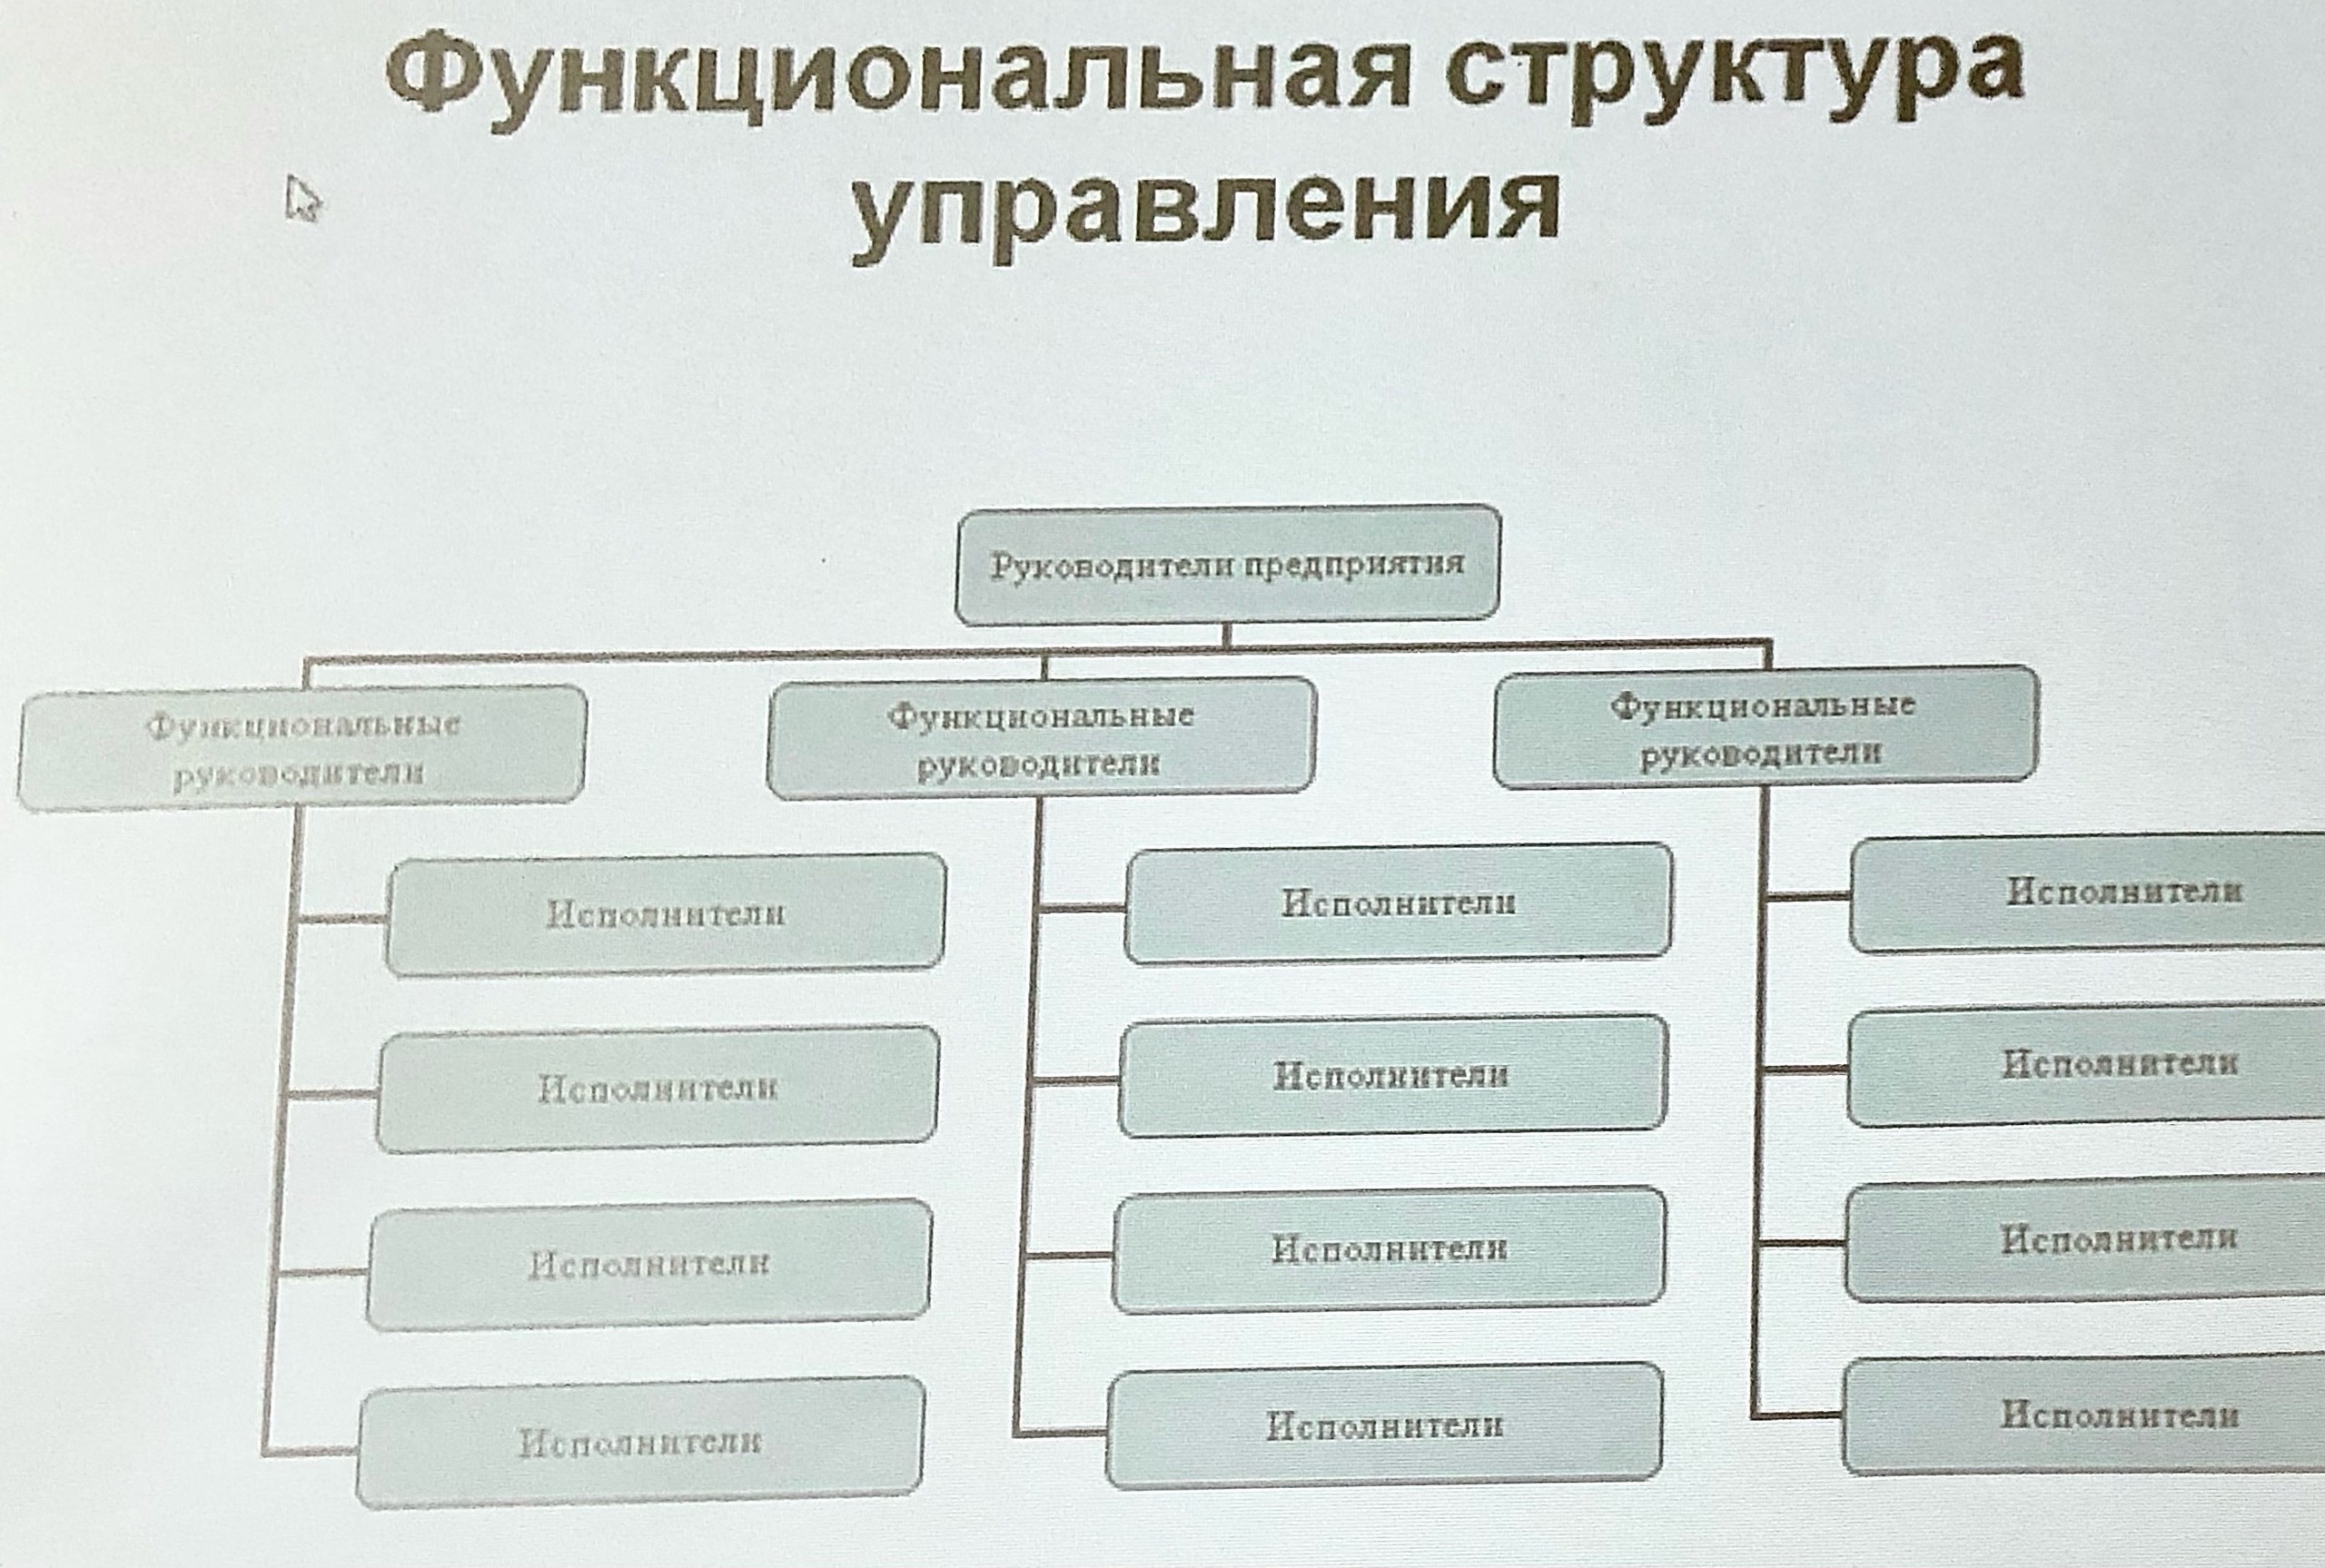 Функциональная структура
управления
Руководители предприятия
Функциональные
руководители
Функциональные
руководители
Функциональные
руководители
Исполнители
Исполнители
Исполнители
Исполнители
Исполнители
Исполнители
Исполнители
Исполнители
Исполнители
Исполнители
Исполнители
Исполнители